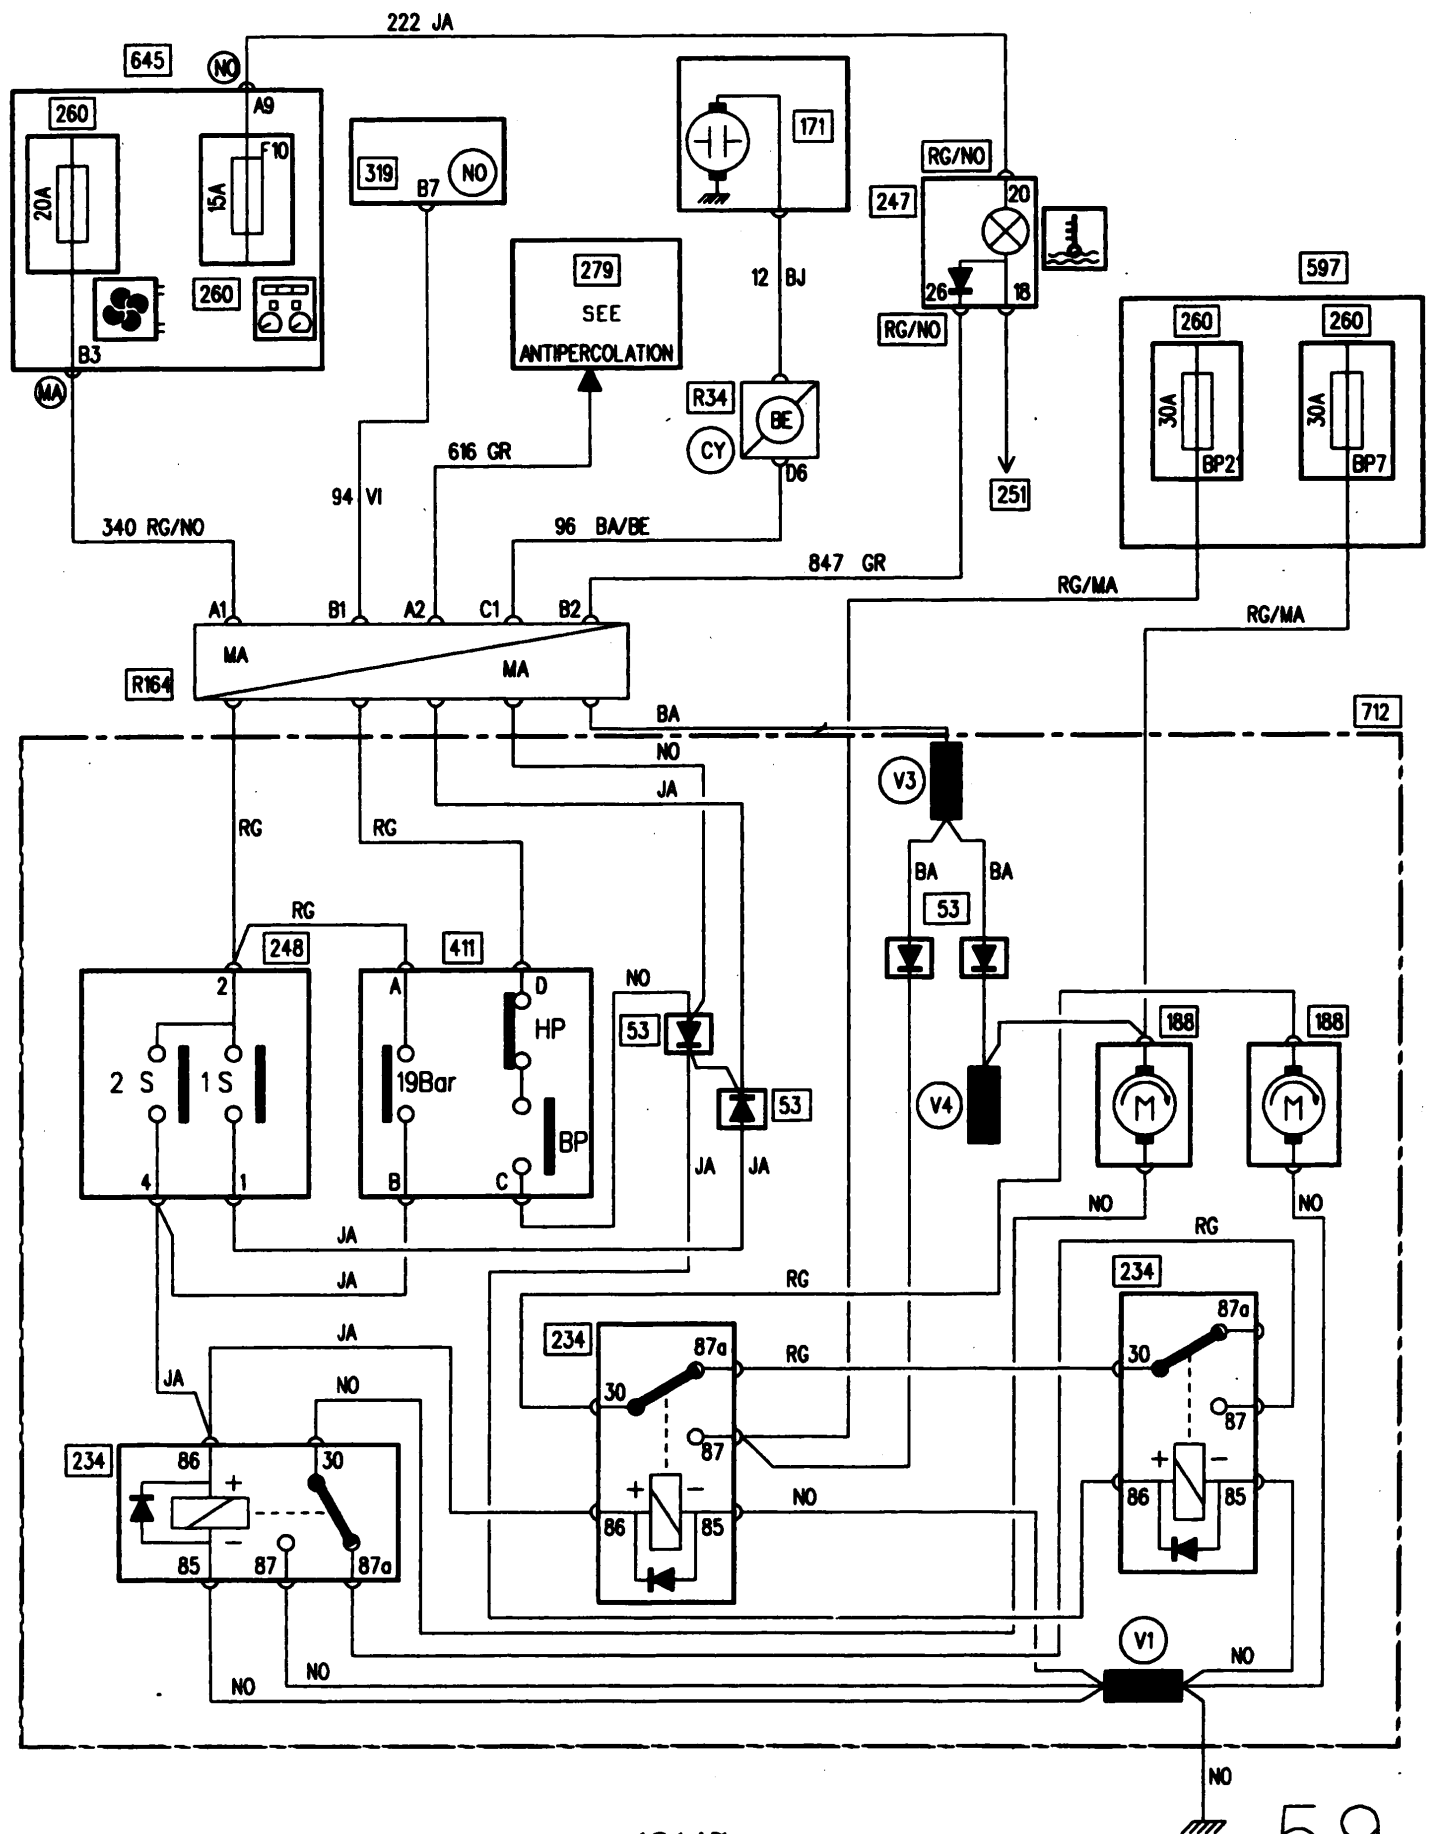 222 JA
645
NO
A9
260
F10
20A
15A
260
B3
MA
319
NO
B7
171
279
SEE
ANTIPERCOLATION
12 BJ
R34
BE
CY
D6
RG/NO
247
20
26
18
RG/NO
251
597
260
260
30A
30A
BP21
BP7
616 GR
94 VI
340 RG/NO
96 BA/BE
847 GR
RG/MA
RG/MA
A1
B1
A2
C1
B2
MA
MA
R164
712
BA
NO
JA
V3
RG
RG
BA
BA
53
RG
248
411
2
A
D
NO
HP
53
188
188
2 S
1 S
19Bar
V4
M
M
53
BP
JA
JA
4
1
B
C
NO
NO
JA
RG
JA
RG
234
87a
234
JA
87a
RG
30
JA
NO
30
87
87
234
86
30
+
+
-
+
-
NO
86
85
86
85
-
85
87
87a
V1
NO
NO
NO
NO